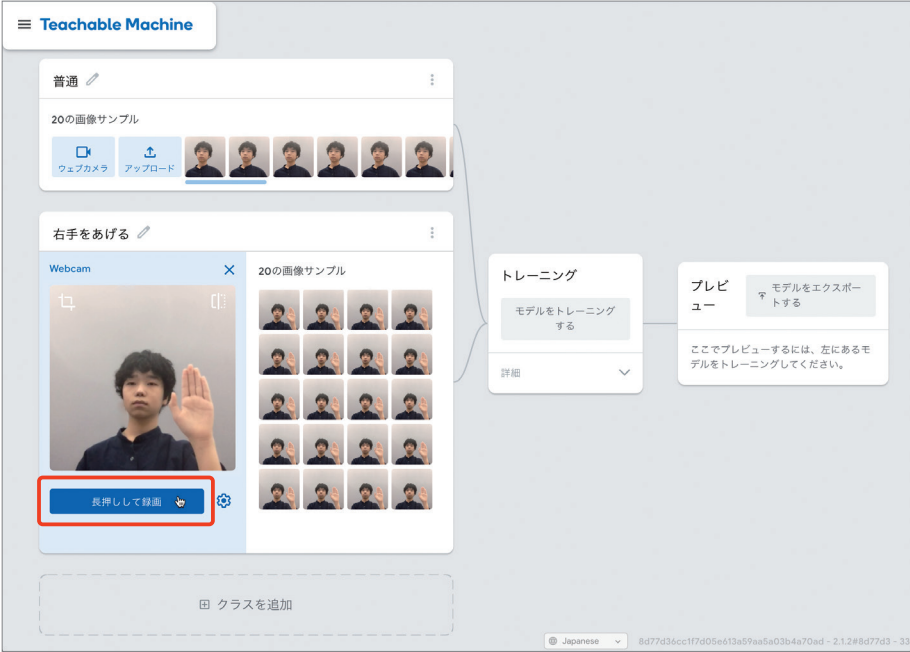 Teachable Machine
普通
20の画像サンプル
ウェブカメラ
アップロード
右手をあげる
Webcam
20の画像サンプル
長押しして録画
トレーニング
モデルをトレーニング
する
詳細
プレビ
ュー
モデルをエクスポー
トする
ここでプレビューするには、左にあるモ
デルをトレーニングしてください。
クラスを追加
Japanese
8d77d36cc1f7d05e613a59aa5a03b4a70ad - 2.1.2#8d77d3 - 33